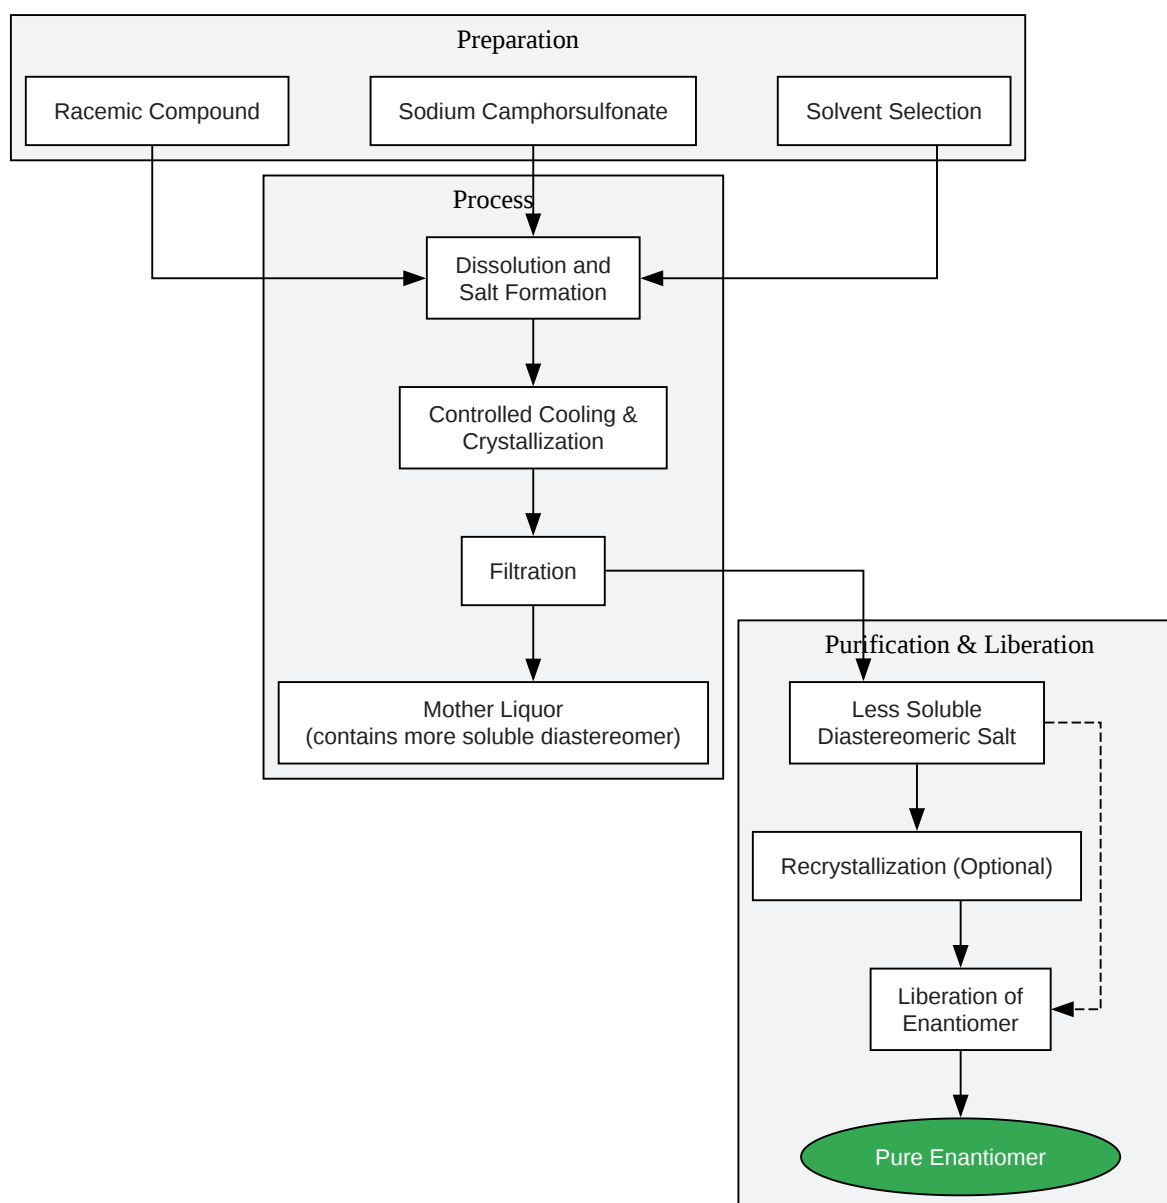 Preparation
Racemic Compound
Sodium Camphorsulfonate
Solvent Selection
Process
Dissolution and
Salt Formation
Controlled Cooling &
Crystallization
Filtration
Mother Liquor
(contains more soluble diastereomer)
Purification & Liberation
Less Soluble
Diastereomeric Salt
Recrystallization (Optional)
Liberation of
Enantiomer
Pure Enantiomer